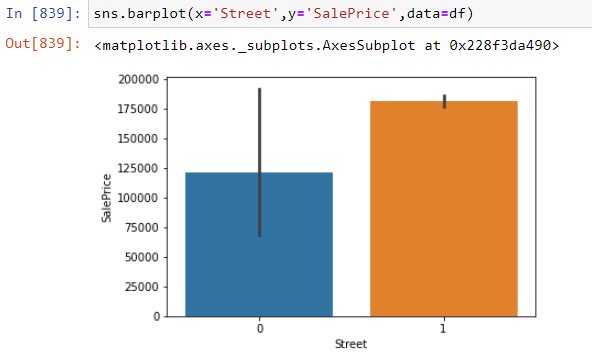 In [839]: sns.barplot(x='Street',y='SalePrice',data=df)
Out[839]: <matplotlib.axes._subplots.AxesSubplot at 0x228f3da490>
200000
175000
150000
125000
100000
75000
50000
25000
0
SalePrice
0 1
Street